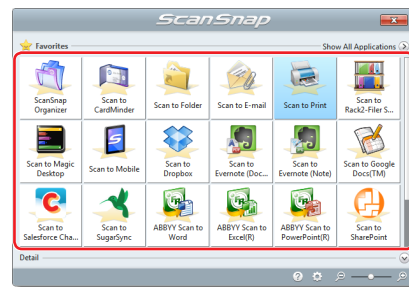 ScanSnap
Favorites
Show All Applications
ScanSnap
Organizer
Scan to
CardMinder
Scan to Folder
Scan to E-mail
Scan to Print
Scan to
Rack2-Filer S...
Scan to Magic
Desktop
Scan to Mobile
Scan to
Dropbox
Scan to
Evernote (Doc...
Scan to
Evernote (Note)
Scan to Google
Docs(TM)
Scan to
Salesforce Cha...
Scan to
SugarSync
ABBYY Scan to
Word
ABBYY Scan to
Excel(R)
ABBYY Scan to
PowerPoint(R)
Scan to
SharePoint
Detail